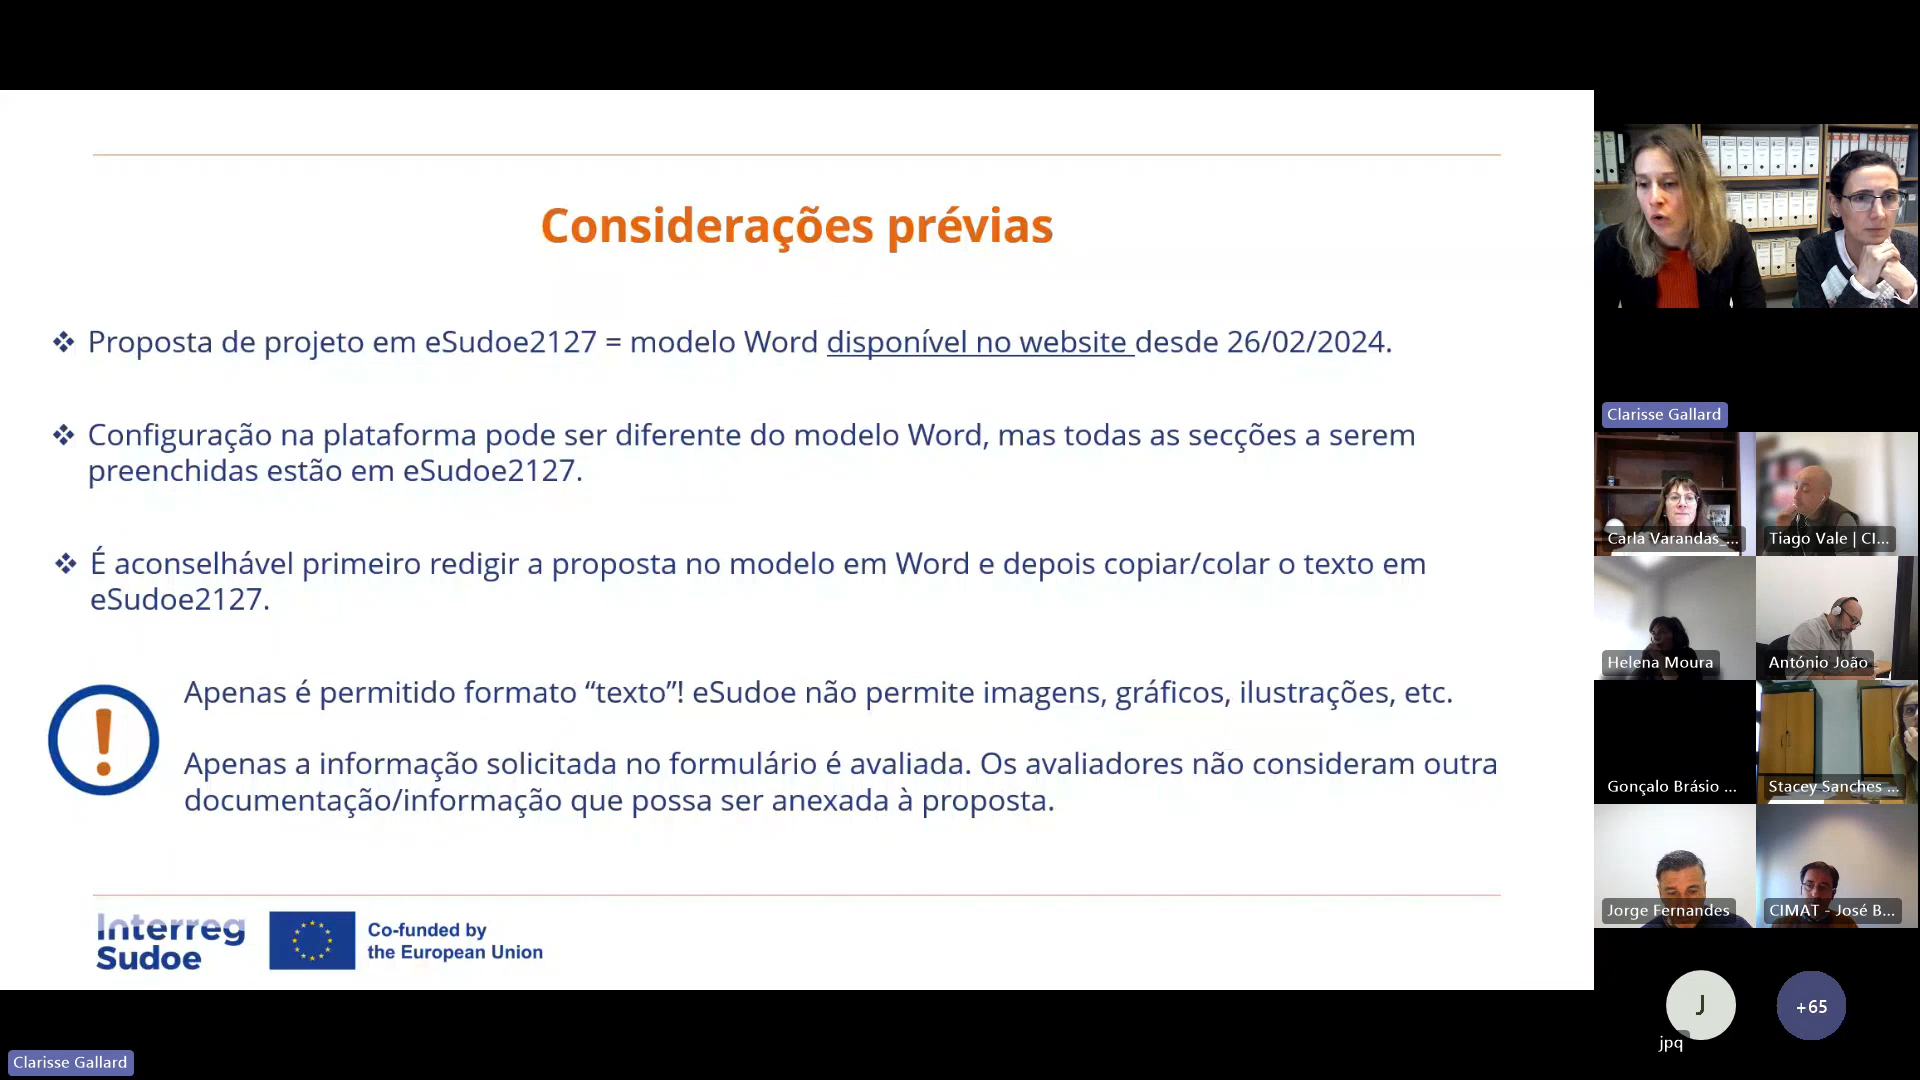 Considerações prévias
❖ Proposta de projeto em eSudoe2127 = modelo Word disponível no website desde 26/02/2024.
❖ Configuração na plataforma pode ser diferente do modelo Word, mas todas as secções a serem
preenchidas estão em eSudoe2127.
❖ É aconselhável primeiro redigir a proposta no modelo em Word e depois copiar/colar o texto em
eSudoe2127.
Apenas é permitido formato “texto”! eSudoe não permite imagens, gráficos, ilustrações, etc.
Apenas a informação solicitada no formulário é avaliada. Os avaliadores não consideram outra
documentação/informação que possa ser anexada à proposta.
Interreg
Sudoe
Co-funded by
the European Union
Clarisse Gallard
Clarisse Gallard
Carla Varandas_...
Tiago Vale | CI...
Helena Moura
António João
Gonçalo Brásio ...
Stacey Sanches ...
Jorge Fernandes
CIMAT - José B...
J
jpq
+65